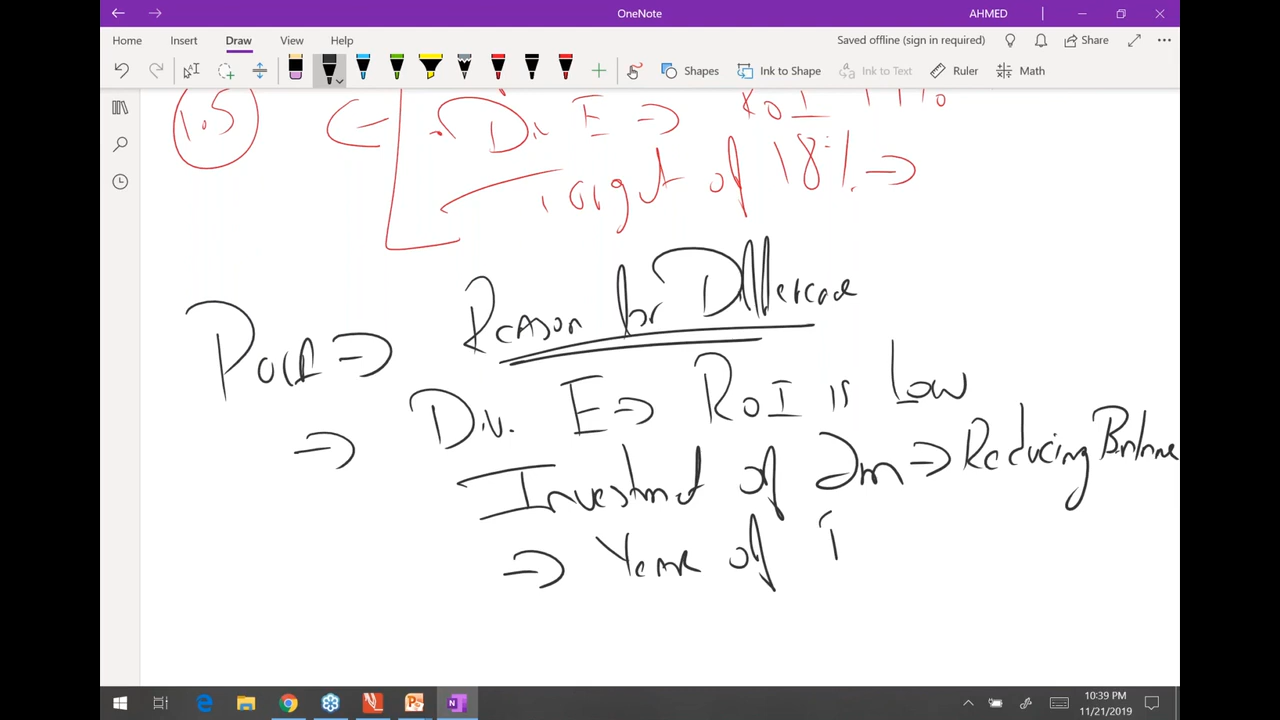 OneNote
AHMED
Home Insert Draw View Help
Saved offline (sign in required)
Share
Shapes
Ink to Shape
Ink to Text
Ruler
Math
1.5
Div. E ⇒ ROI
target of 18% ⇒
Reason for Difference
⇒ Div. E ⇒ ROI is Low
Investment of 2m ⇒ Reducing Balance
⇒ Year of I
10:39 PM
11/21/2019